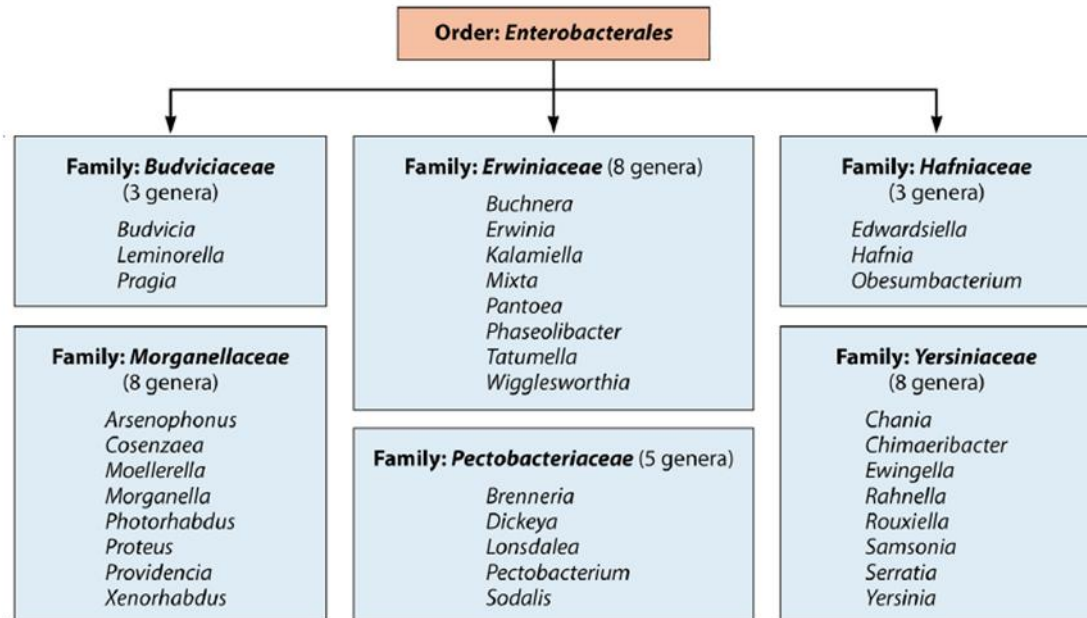 Order: Enterobacterales
Family: Budviciaceae
(3 genera)
Budvicia
Leminorella
Pragia
Family: Erwiniaceae (8 genera)
Buchnera
Erwinia
Kalamiella
Mixta
Pantoea
Phaseolibacter
Tatumella
Wigglesworthia
Family: Hafniaceae
(3 genera)
Edwardsiella
Hafnia
Obesumbacterium
Family: Morganellaceae
(8 genera)
Arsenophonus
Cosenzaea
Moellerella
Morganella
Photorhabdus
Proteus
Providencia
Xenorhabdus
Family: Pectobacteriaceae (5 genera)
Brenneria
Dickeya
Lonsdalea
Pectobacterium
Sodalis
Family: Yersiniaceae
(8 genera)
Chania
Chimaeribacter
Ewingella
Rahnella
Rouxiella
Samsonia
Serratia
Yersinia